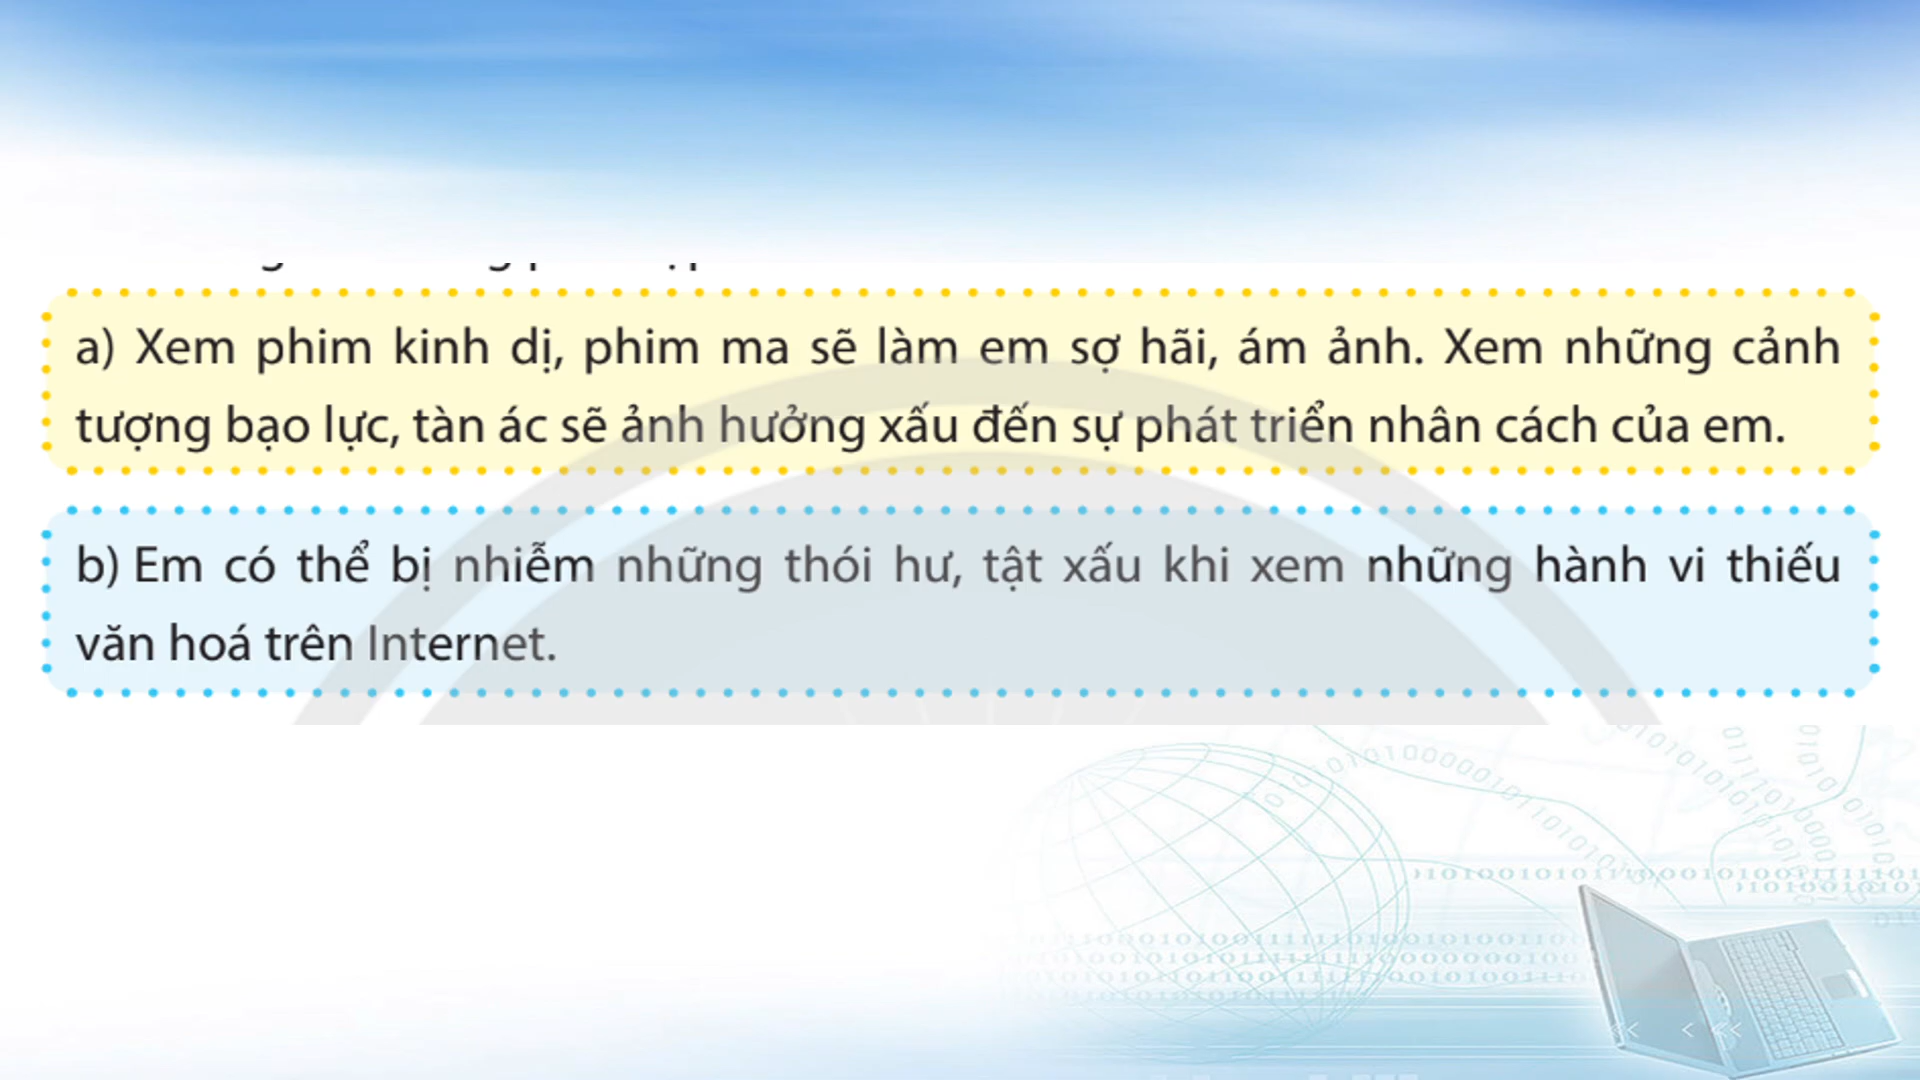 a) Xem phim kinh dị, phim ma sẽ làm em sợ hãi, ám ảnh. Xem những cảnh
tượng bạo lực, tàn ác sẽ ảnh hưởng xấu đến sự phát triển nhân cách của em.
b) Em có thể bị nhiễm những thói hư, tật xấu khi xem những hành vi thiếu
văn hoá trên Internet.